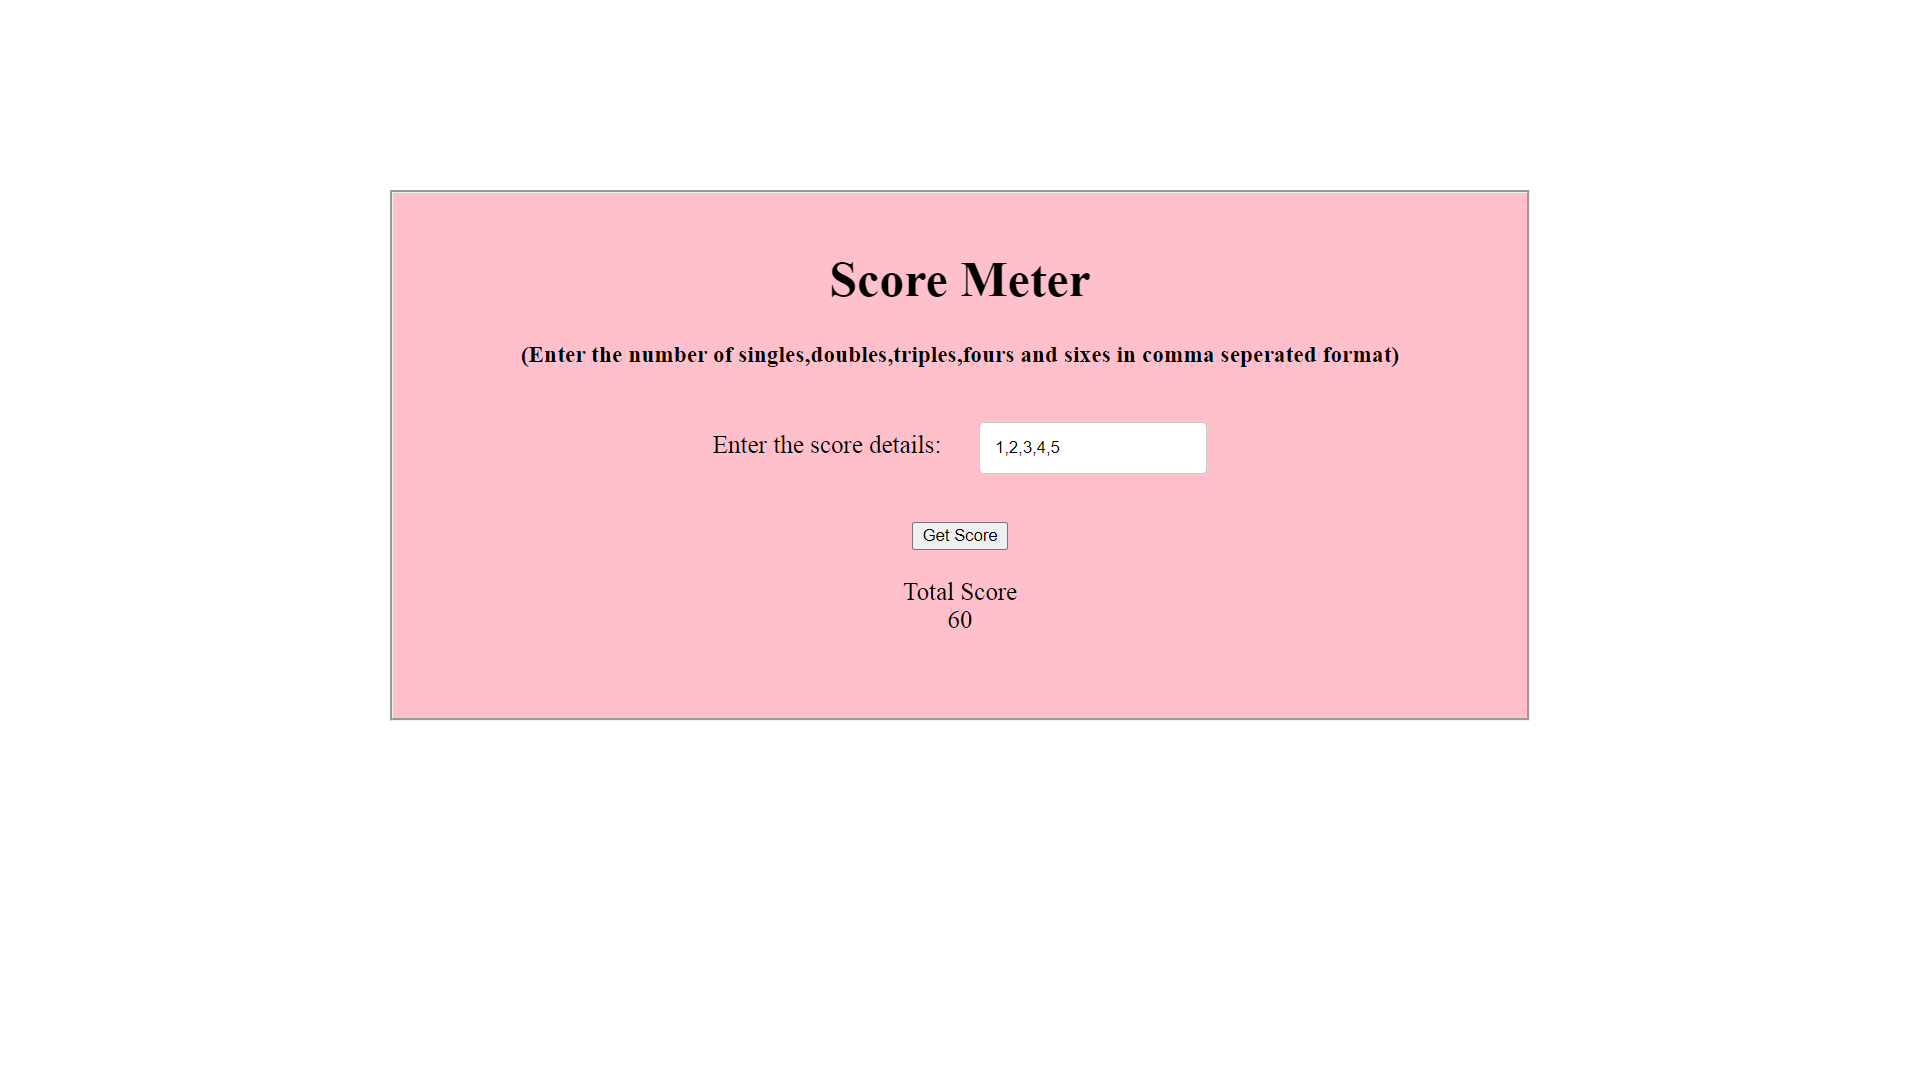 Score Meter
(Enter the number of singles,doubles,triples,fours and sixes in comma seperated format)
Enter the score details: 1,2,3,4,5
Get Score
Total Score
60